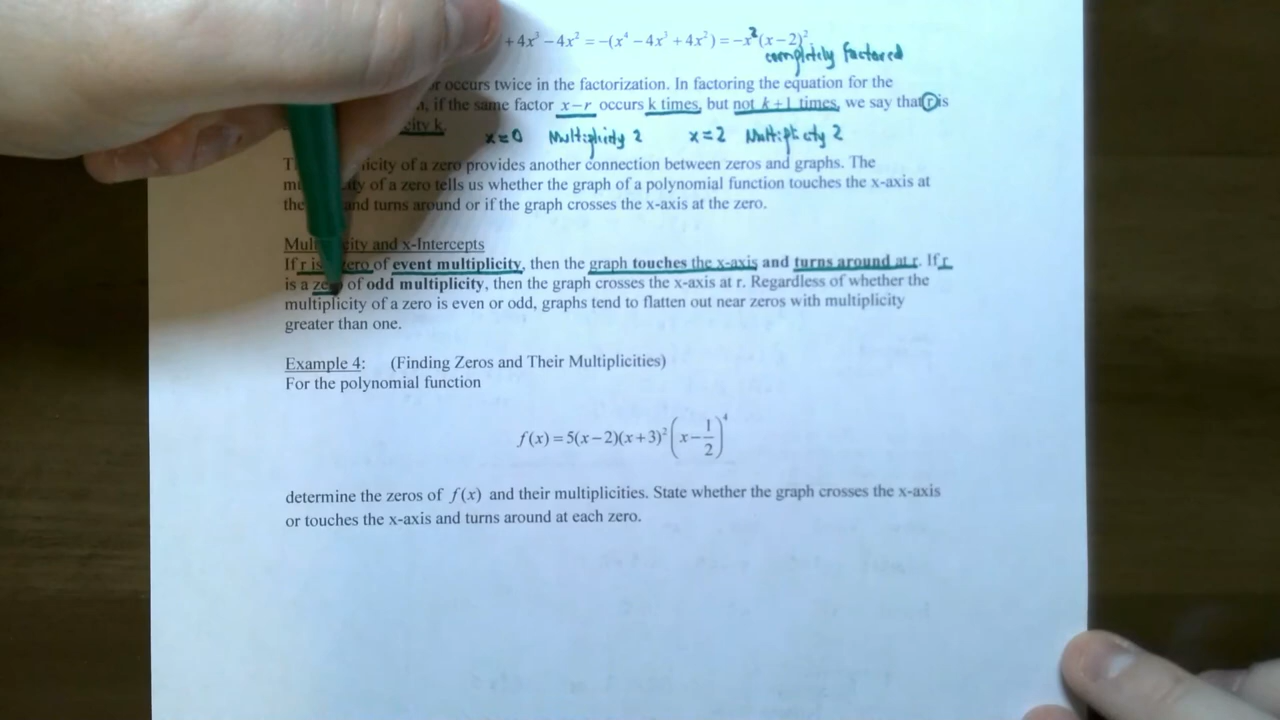 + 4x³ − 4x² = −(x⁴ − 4x³ + 4x²) = −x²(x−2)²
completely factored
occurs twice in the factorization. In factoring the equation for the
if the same factor x−r occurs k times, but not k+1 times, we say that r is
k.
x=0 Multiplicity 2 x=2 Multiplicity 2
of a zero provides another connection between zeros and graphs. The
of a zero tells us whether the graph of a polynomial function touches the x-axis at
the and turns around or if the graph crosses the x-axis at the zero.
and x-Intercepts
If r is zero of event multiplicity, then the graph touches the x-axis and turns around at r. If r
is a of odd multiplicity, then the graph crosses the x-axis at r. Regardless of whether the
multiplicity of a zero is even or odd, graphs tend to flatten out near zeros with multiplicity
greater than one.
Example 4: (Finding Zeros and Their Multiplicities)
For the polynomial function
f(x) = 5(x−2)(x+3)²(x−1/2)⁴
determine the zeros of f(x) and their multiplicities. State whether the graph crosses the x-axis
or touches the x-axis and turns around at each zero.